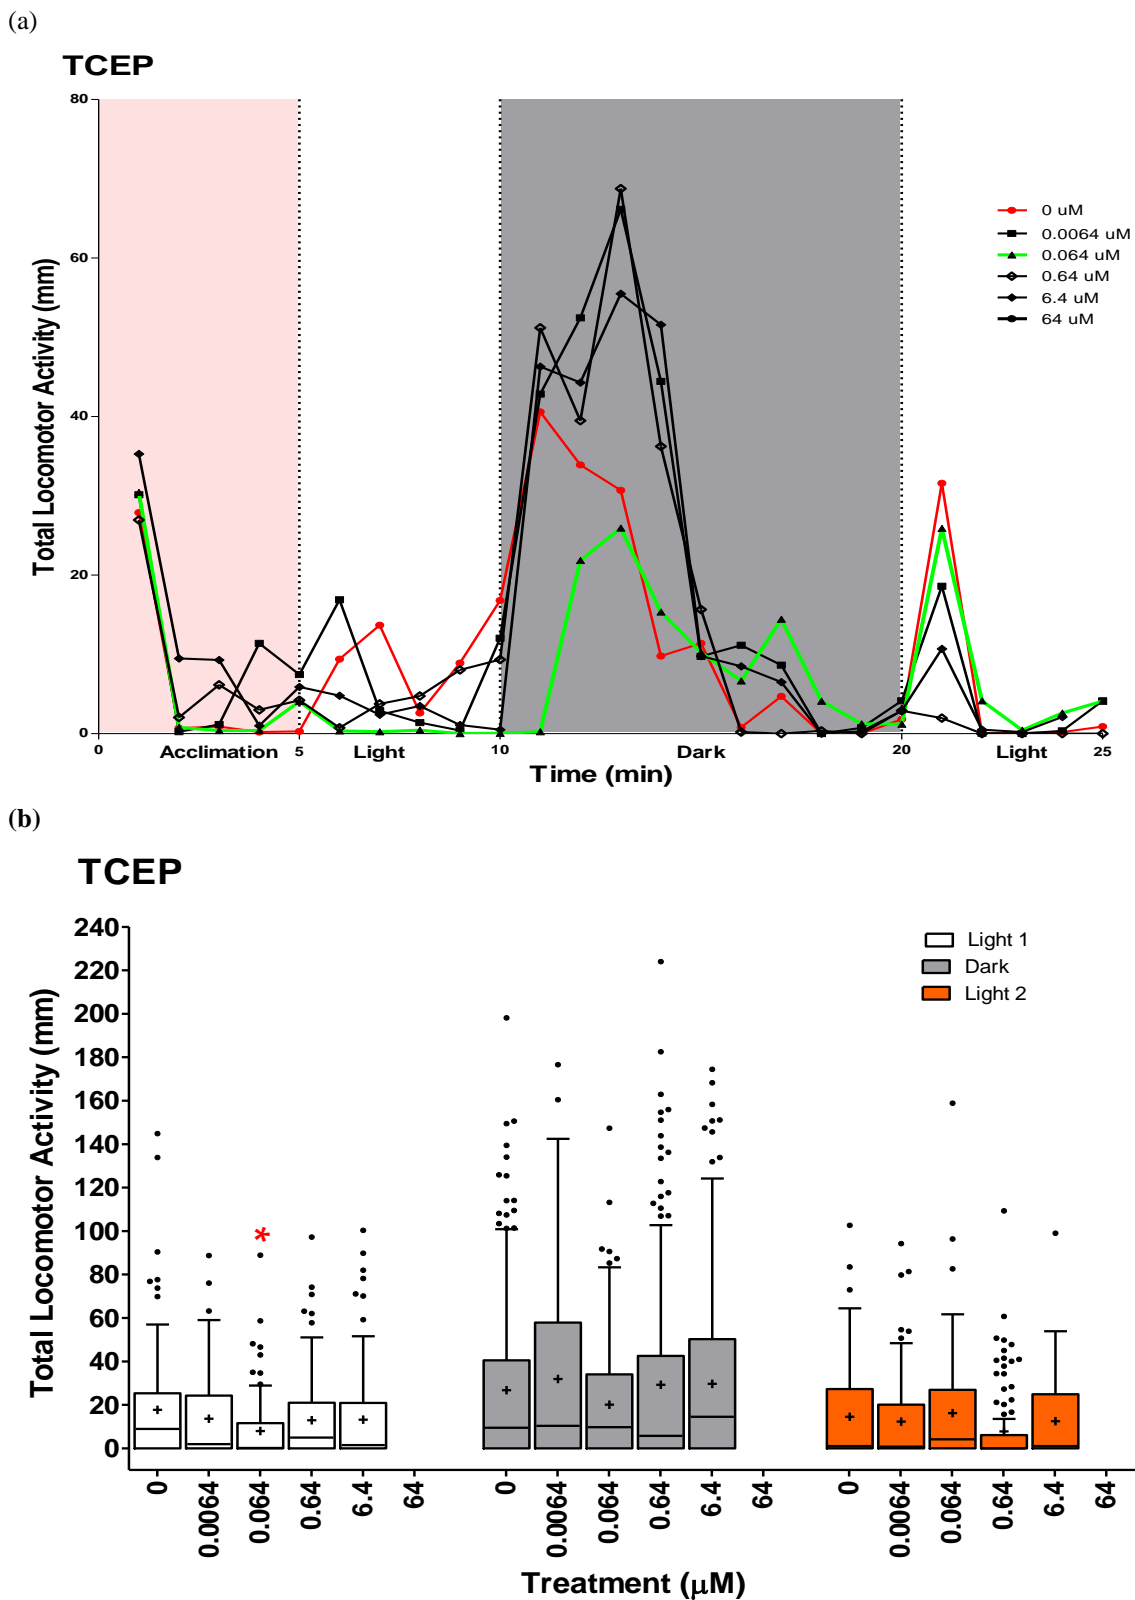 (a)
TCEP
80
60
40
20
0
Total Locomotor Activity (mm)
0 uM
0.0064 uM
0.064 uM
0.64 uM
6.4 uM
64 uM
0 Acclimation 5 Light 10 Dark 20 Light 25
Time (min)
(b)
TCEP
240
220
200
180
160
140
120
100
80
60
40
20
0
Total Locomotor Activity (mm)
Light 1
Dark
Light 2
*
0 0.0064 0.064 0.64 6.4 64 0 0.0064 0.064 0.64 6.4 64 0 0.0064 0.064 0.64 6.4 64
Treatment (μM)